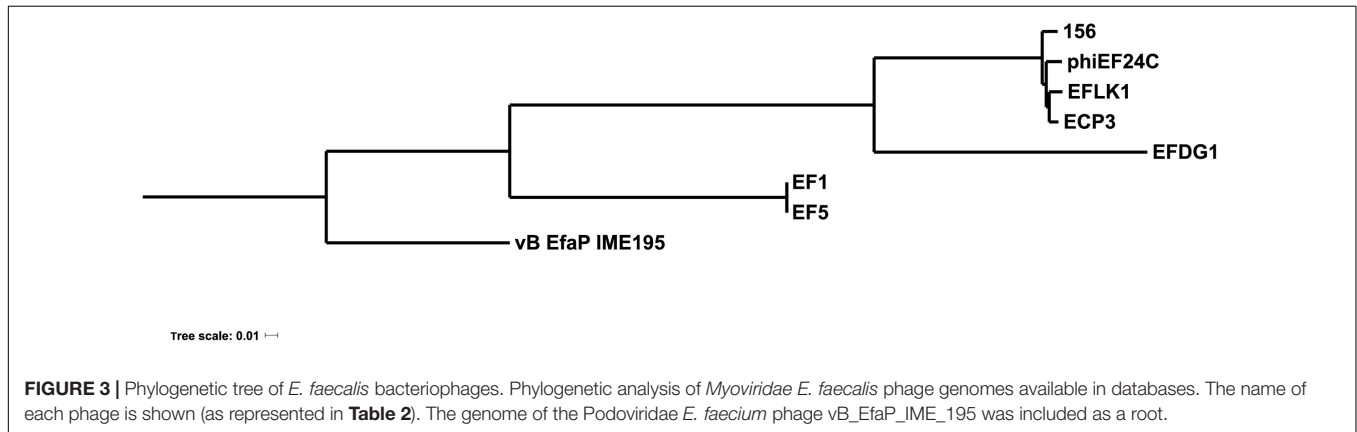 156
phiEF24C
EFLK1
ECP3
EFDG1
EF1
EF5
vB EfaP IME195
Tree scale: 0.01
FIGURE 3 | Phylogenetic tree of E. faecalis bacteriophages. Phylogenetic analysis of Myoviridae E. faecalis phage genomes available in databases. The name of
each phage is shown (as represented in Table 2). The genome of the Podoviridae E. faecium phage vB_EfaP_IME_195 was included as a root.